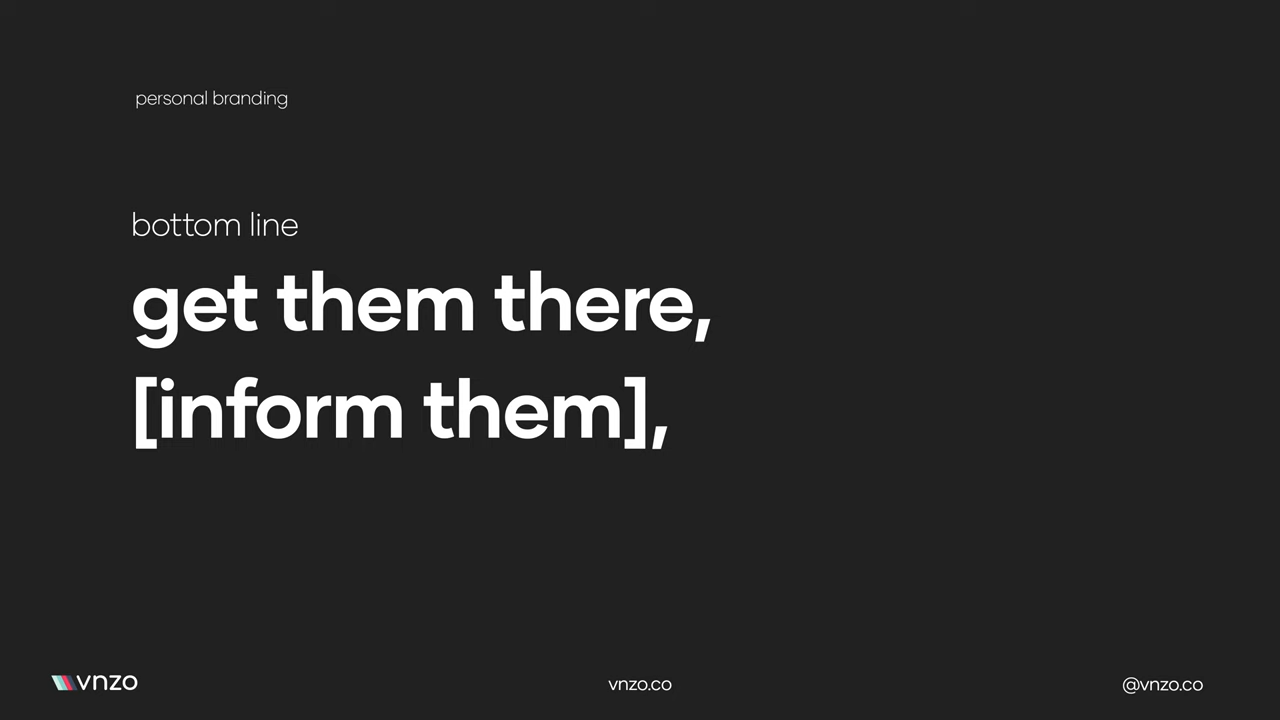 personal branding
bottom line
get them there,
[inform them],
vnzo
vnzo.co
@vnzo.co